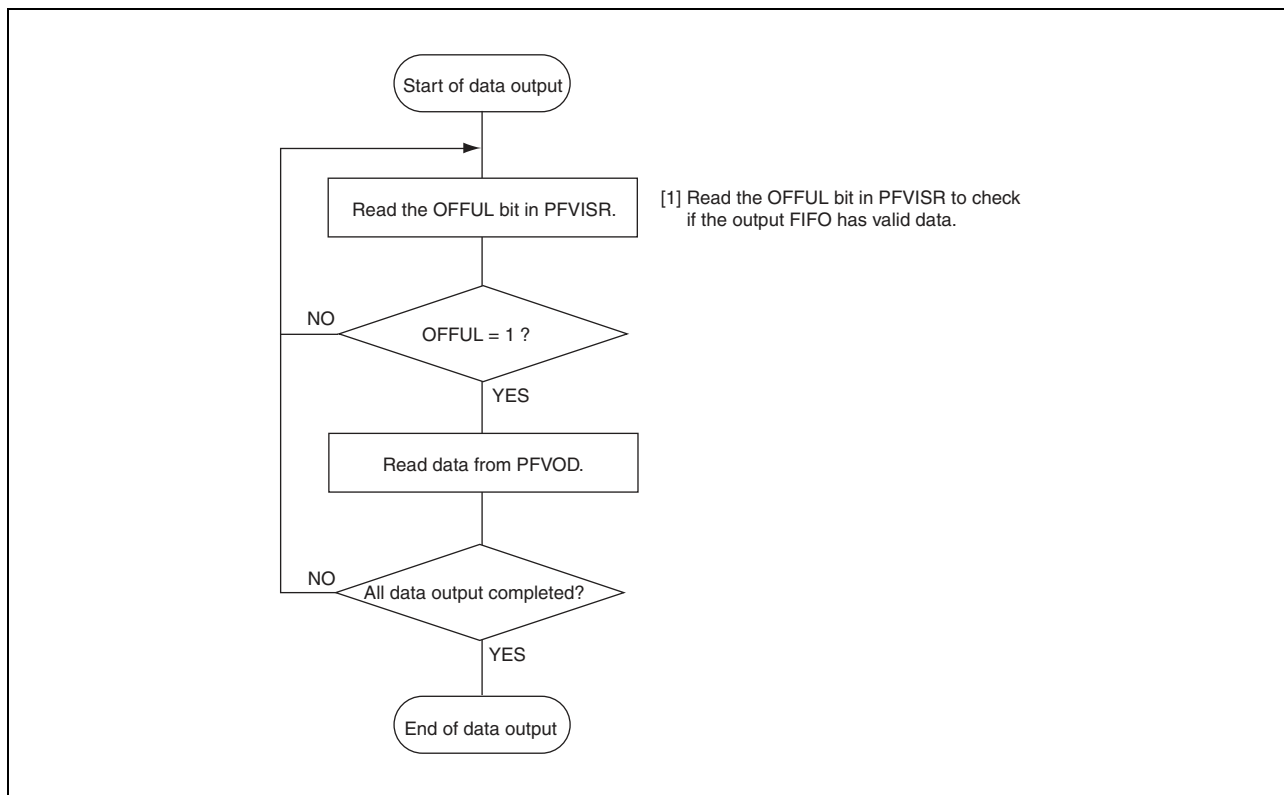 Start of data output
Read the OFFUL bit in PFVISR.
[1] Read the OFFUL bit in PFVISR to check
if the output FIFO has valid data.
NO
OFFUL = 1 ?
YES
Read data from PFVOD.
NO
All data output completed?
YES
End of data output